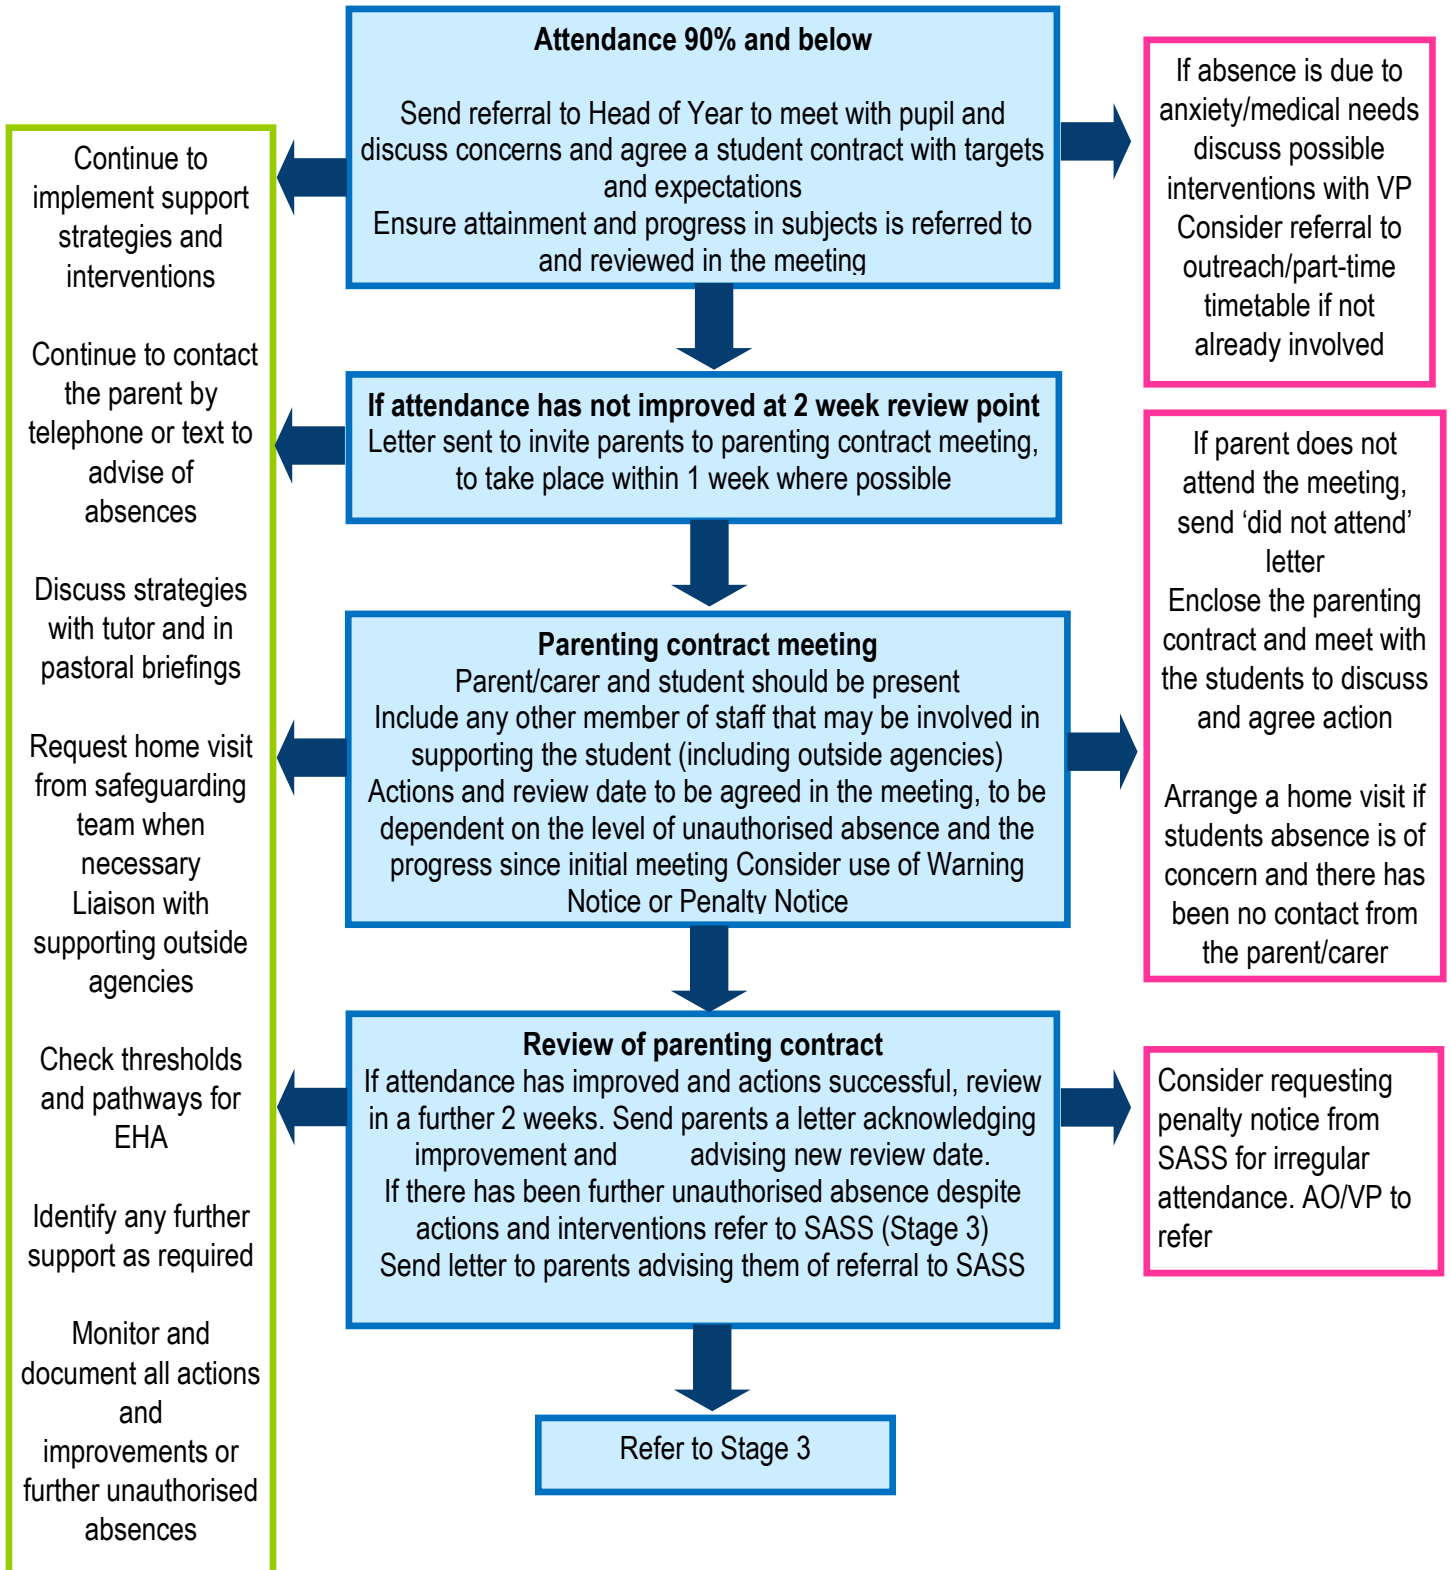 Attendance 90% and below
Send referral to Head of Year to meet with pupil and
discuss concerns and agree a student contract with targets
and expectations
Ensure attainment and progress in subjects is referred to
and reviewed in the meeting
If absence is due to
anxiety/medical needs
discuss possible
interventions with VP
Consider referral to
outreach/part-time
timetable if not
already involved
Continue to
implement support
strategies and
interventions
Continue to contact
the parent by
telephone or text to
advise of
absences
Discuss strategies
with tutor and in
pastoral briefings
Request home visit
from safeguarding
team when
necessary
Liaison with
supporting outside
agencies
Check thresholds
and pathways for
EHA
Identify any further
support as required
Monitor and
document all actions
and
improvements or
further unauthorised
absences
If attendance has not improved at 2 week review point
Letter sent to invite parents to parenting contract meeting,
to take place within 1 week where possible
Parenting contract meeting
Parent/carer and student should be present
Include any other member of staff that may be involved in
supporting the student (including outside agencies)
Actions and review date to be agreed in the meeting, to be
dependent on the level of unauthorised absence and the
progress since initial meeting Consider use of Warning
Notice or Penalty Notice
If parent does not
attend the meeting,
send ‘did not attend’
letter
Enclose the parenting
contract and meet with
the students to discuss
and agree action
Arrange a home visit if
students absence is of
concern and there has
been no contact from
the parent/carer
Review of parenting contract
If attendance has improved and actions successful, review
in a further 2 weeks. Send parents a letter acknowledging
improvement and advising new review date.
If there has been further unauthorised absence despite
actions and interventions refer to SASS (Stage 3)
Send letter to parents advising them of referral to SASS
Consider requesting
penalty notice from
SASS for irregular
attendance. AO/VP to
refer
Refer to Stage 3